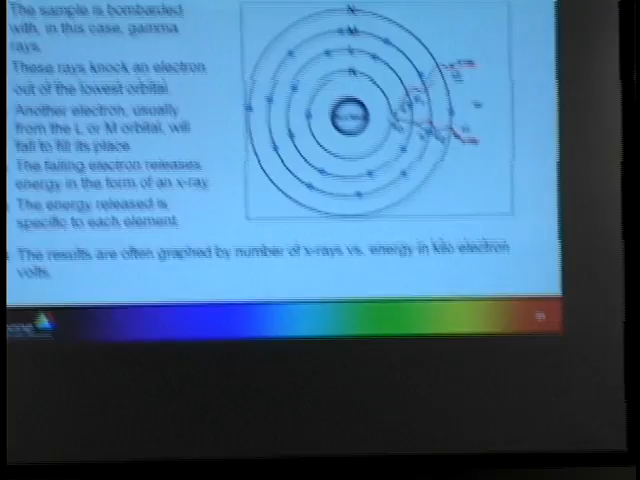 The sample is bombarded
with, in this case, gamma
rays.
These rays knock an electron
out of the lowest orbital.
Another electron, usually
from the L or M orbital, will
fall to fill its place.
The falling electron releases
energy in the form of an x-ray
The energy released is
specific to each element.
The results are often graphed by number of x-rays vs. energy in kilo electron
volts.
N
M
L
K